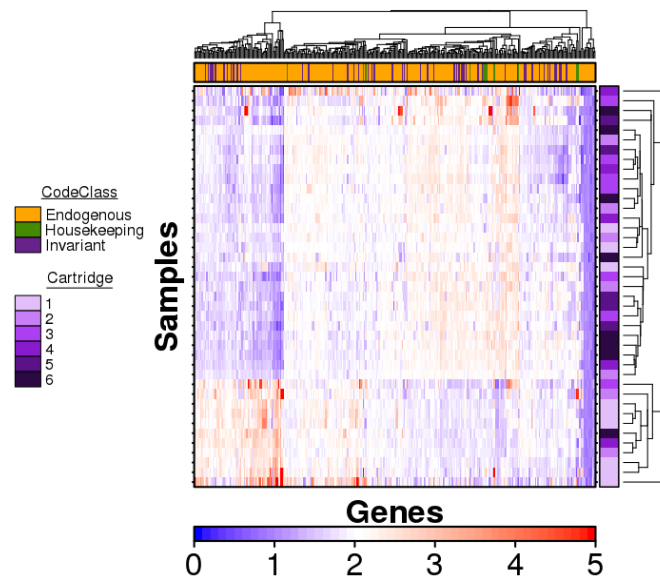 CodeClass
Endogenous
Housekeeping
Invariant
Cartridge
1
2
3
4
5
6
Samples
Genes
0 1 2 3 4 5